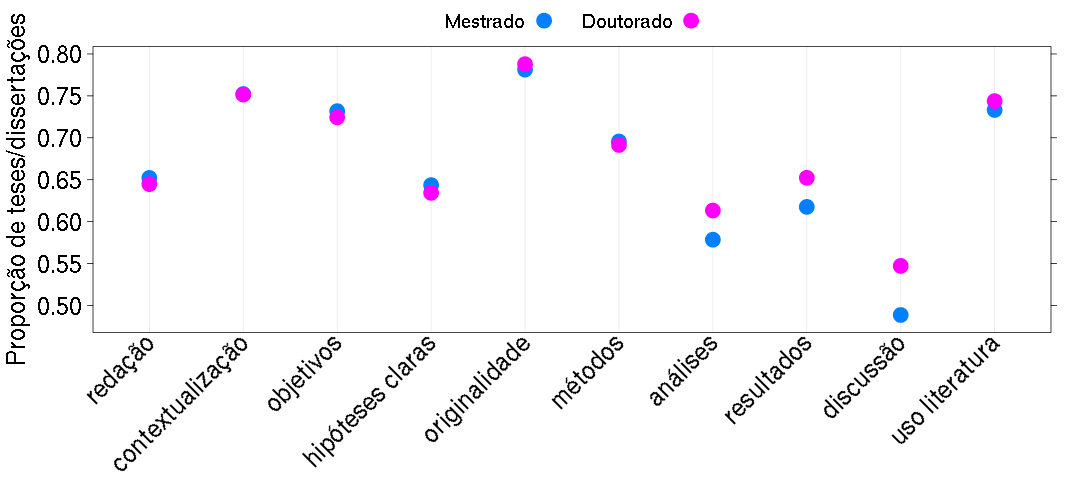 Mestrado Doutorado
Proporção de teses/dissertações
0.80
0.75
0.70
0.65
0.60
0.55
0.50
redação
contextualização
objetivos
hipóteses claras
originalidade
métodos
análises
resultados
discussão
uso literatura